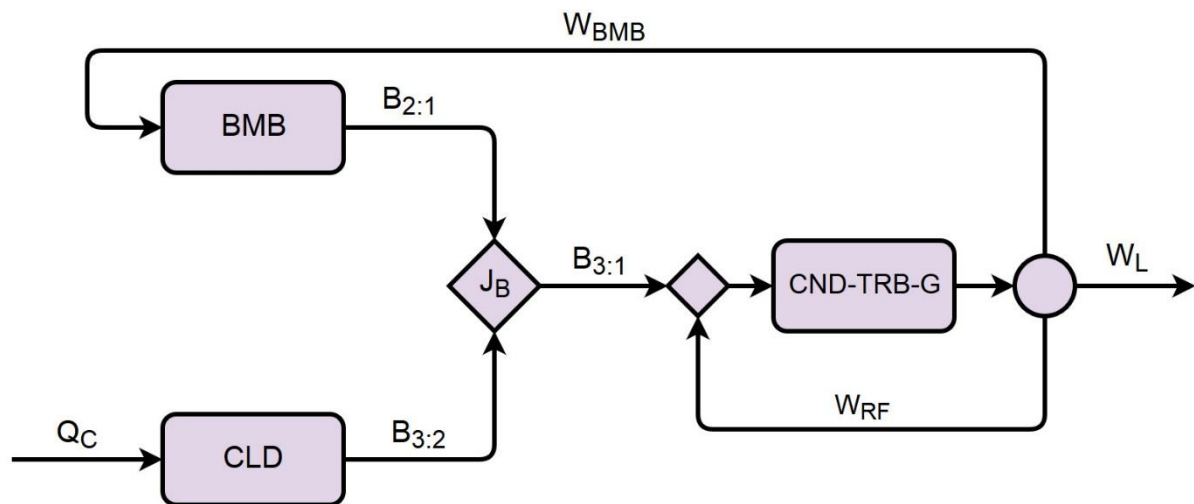 W_BMB
BMB
B_2:1
J_B
B_3:1
CND-TRB-G
W_L
W_RF
Q_C
CLD
B_3:2